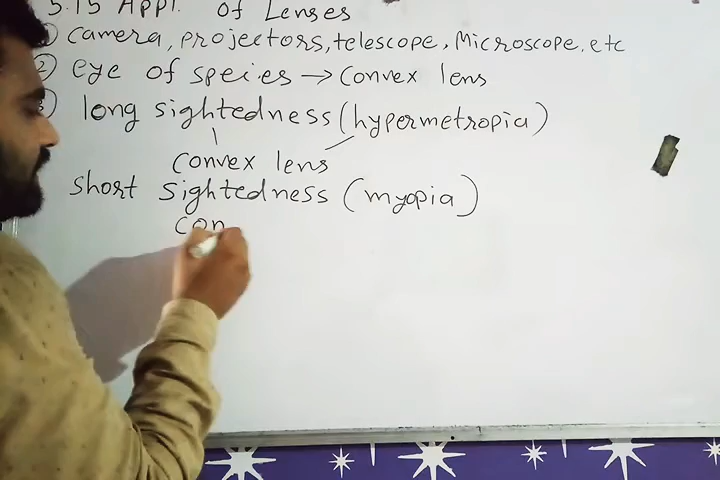 5.15 Appl. of Lenses
① Camera, projectors, telescope, Microscope, etc
② eye of speies → Convex lens
③ long sightedness (hypermetropia)
convex lens
short sightedness (myopia)
con